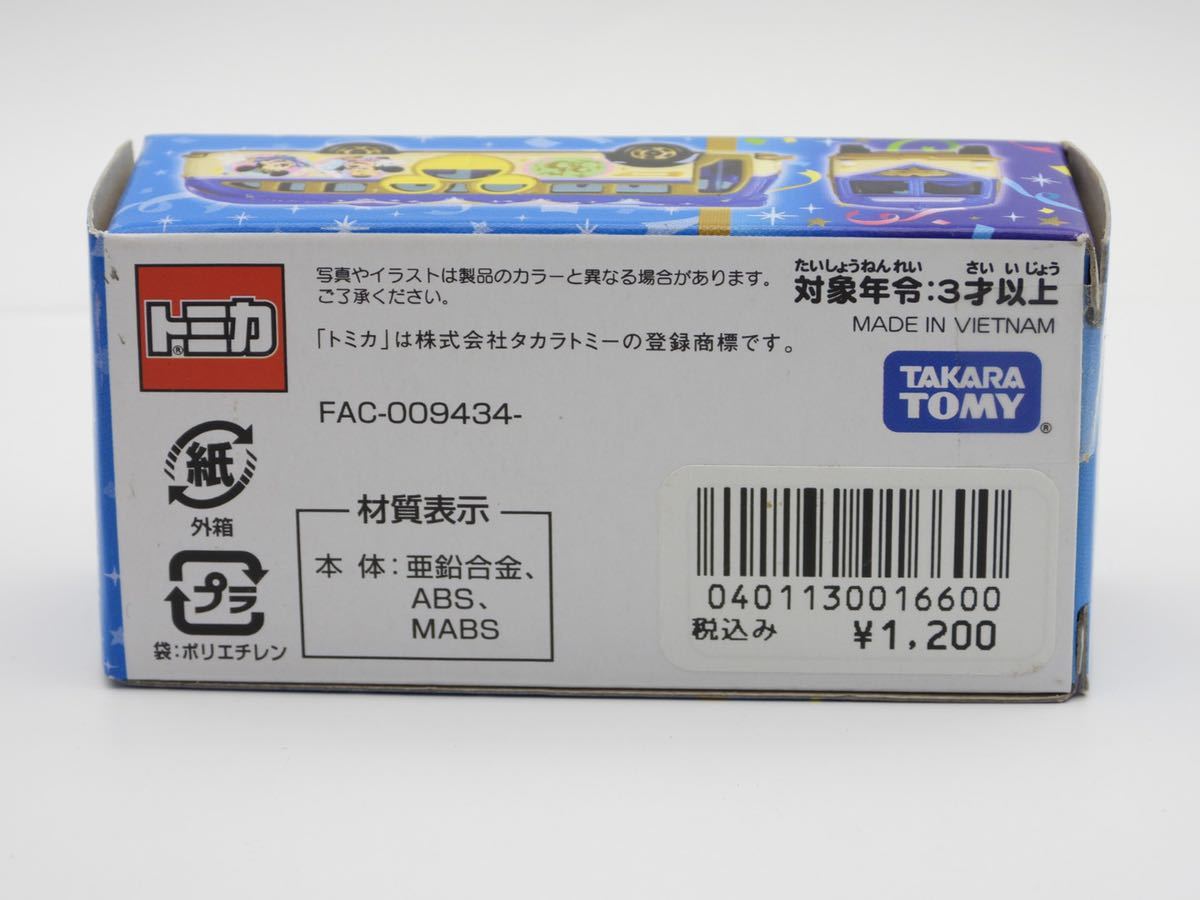 トミカ®
写真やイラストは製品のカラーと異なる場合があります。
ご了承ください。
「トミカ」は株式会社タカラトミーの登録商標です。
たいしょうねんれい さい いじょう
対象年令:3才以上
MADE IN VIETNAM
TAKARA
TOMY®
FAC-009434-
紙
外箱
プラ
袋:ポリエチレン
材質表示
本 体:亜鉛合金、
ABS、
MABS
0401130016600
税込み ¥1,200